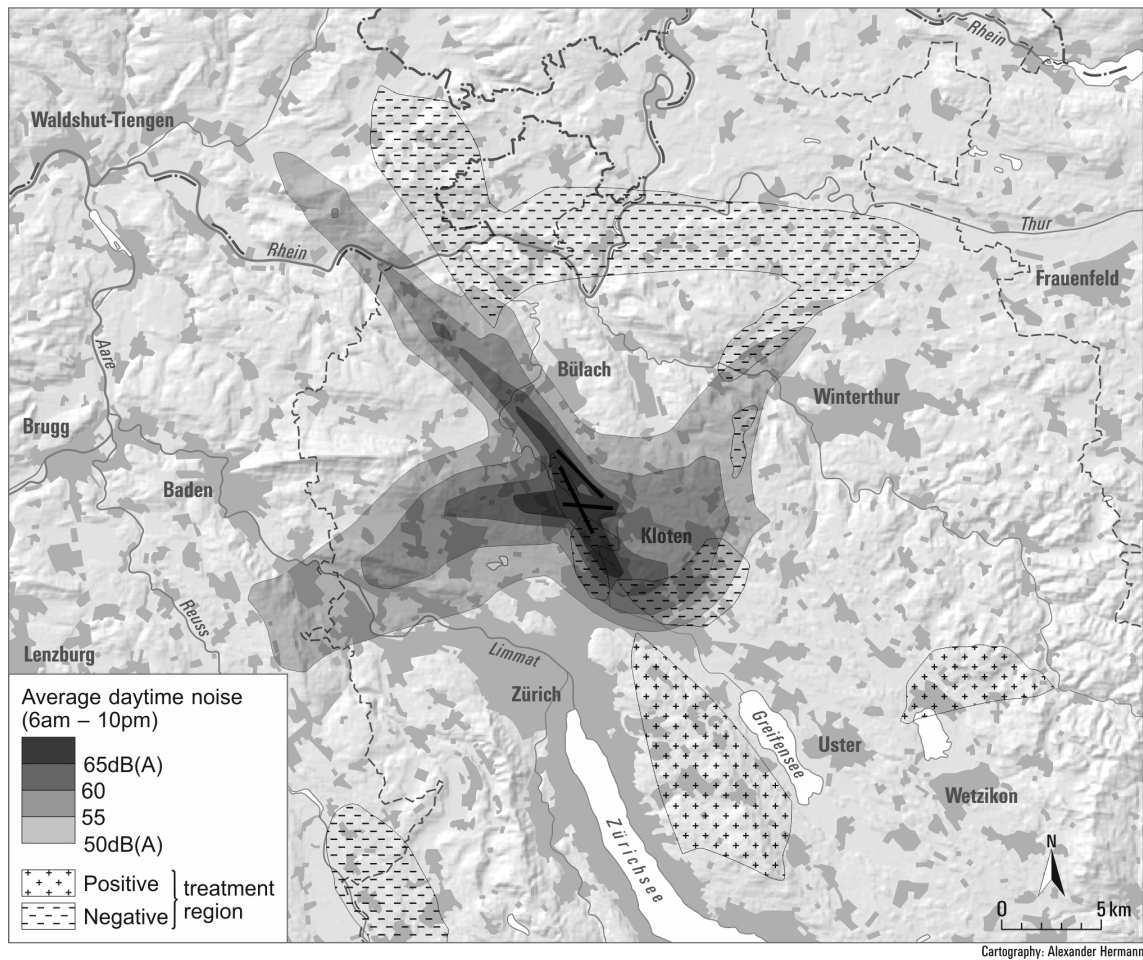 Rhein
Waldshut-Tiengen
Rhein
Thur
Frauenfeld
Aare
Bülach
Winterthur
Brugg
Baden
Kloten
Reuss
Lenzburg
Limmat
Zürich
Greifensee
Uster
Wetzikon
Zürichsee
Average daytime noise
(6am – 10pm)
65dB(A)
60
55
50dB(A)
Positive
Negative
treatment
region
N
0 5 km
Cartography: Alexander Hermann